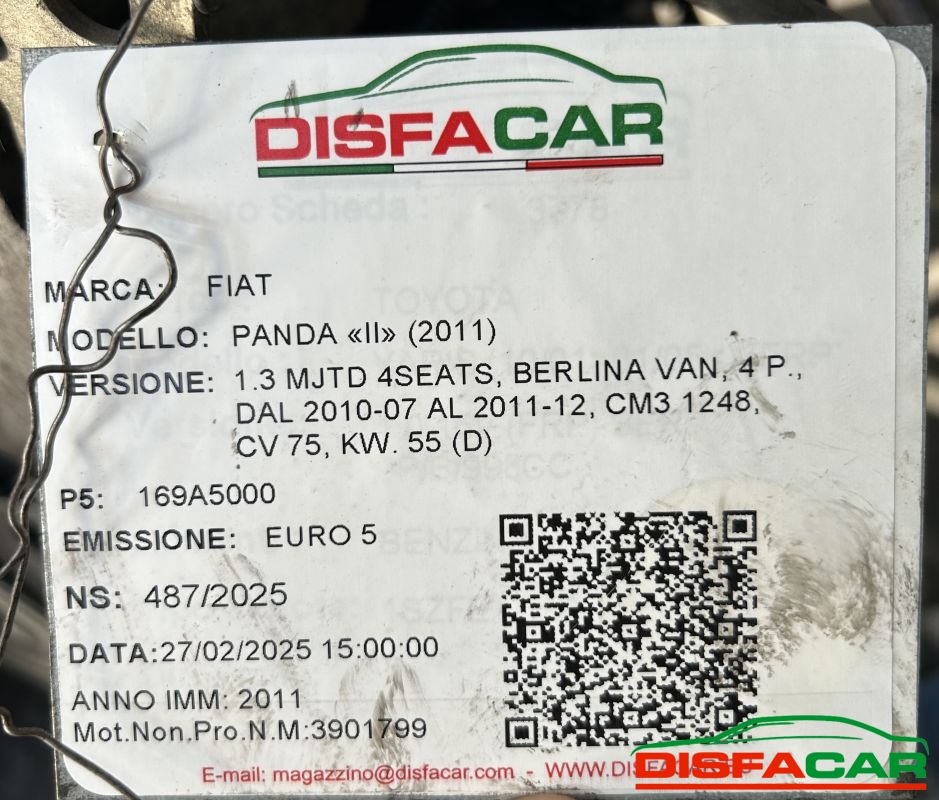 DISFACAR
MARCA: FIAT
MODELLO: PANDA «II» (2011)
VERSIONE: 1.3 MJTD 4SEATS, BERLINA VAN, 4 P.,
DAL 2010-07 AL 2011-12, CM3 1248,
CV 75, KW. 55 (D)
P5: 169A5000
EMISSIONE: EURO 5
NS: 487/2025
DATA:27/02/2025 15:00:00
ANNO IMM: 2011
Mot.Non.Pro.N.M:3901799
E-mail: magazzino@disfacar.com -
DISFACAR